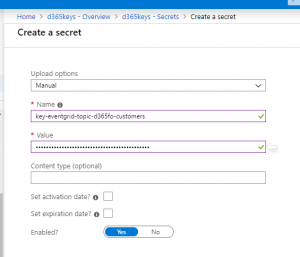 Home > d365keys - Overview > d365keys - Secrets > Create a secret
Create a secret
Upload options
Manual
* Name
key-eventgrid-topic-d365fo-customers
* Value
Content type (optional)
Set activation date?
Set expiration date?
Enabled? Yes No